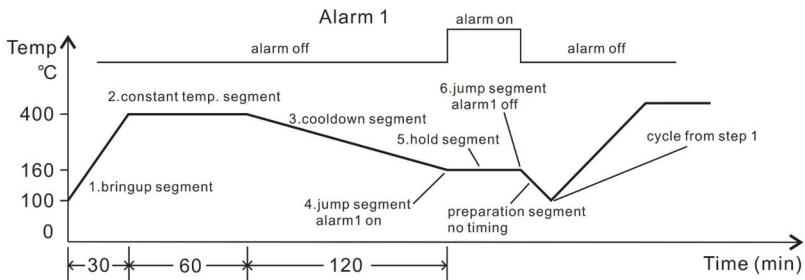 Alarm 1
alarm on
alarm off
alarm off
Temp
℃
2.constant temp. segment
6.jump segment
alarm1 off
400
3.cooldown segment
5.hold segment
cycle from step 1
160
1.bringup segment
4.jump segment
alarm1 on
preparation segment
no timing
100
0
30
60
120
Time (min)